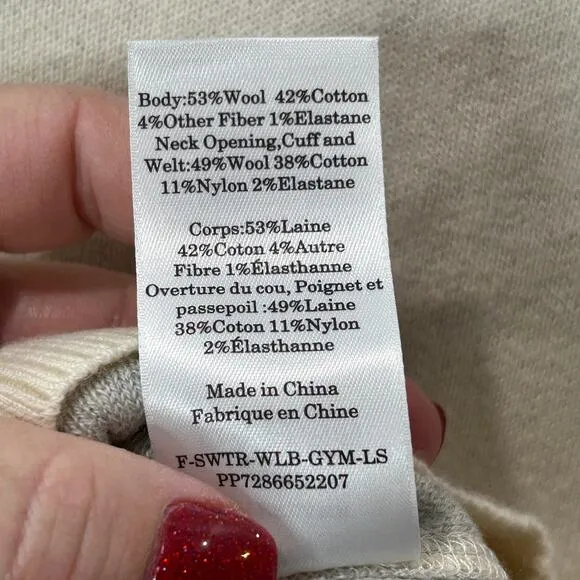 Body:53%Wool 42%Cotton
4%Other Fiber 1%Elastane
Neck Opening,Cuff and
Welt:49%Wool 38%Cotton
11%Nylon 2%Elastane
Corps:53%Laine
42%Coton 4%Autre
Fibre 1%Élasthanne
Overture du cou, Poignet et
passepoil :49%Laine
38%Coton 11%Nylon
2%Élasthanne
Made in China
Fabrique en Chine
F-SWTR-WLB-GYM-LS
PP7286652207